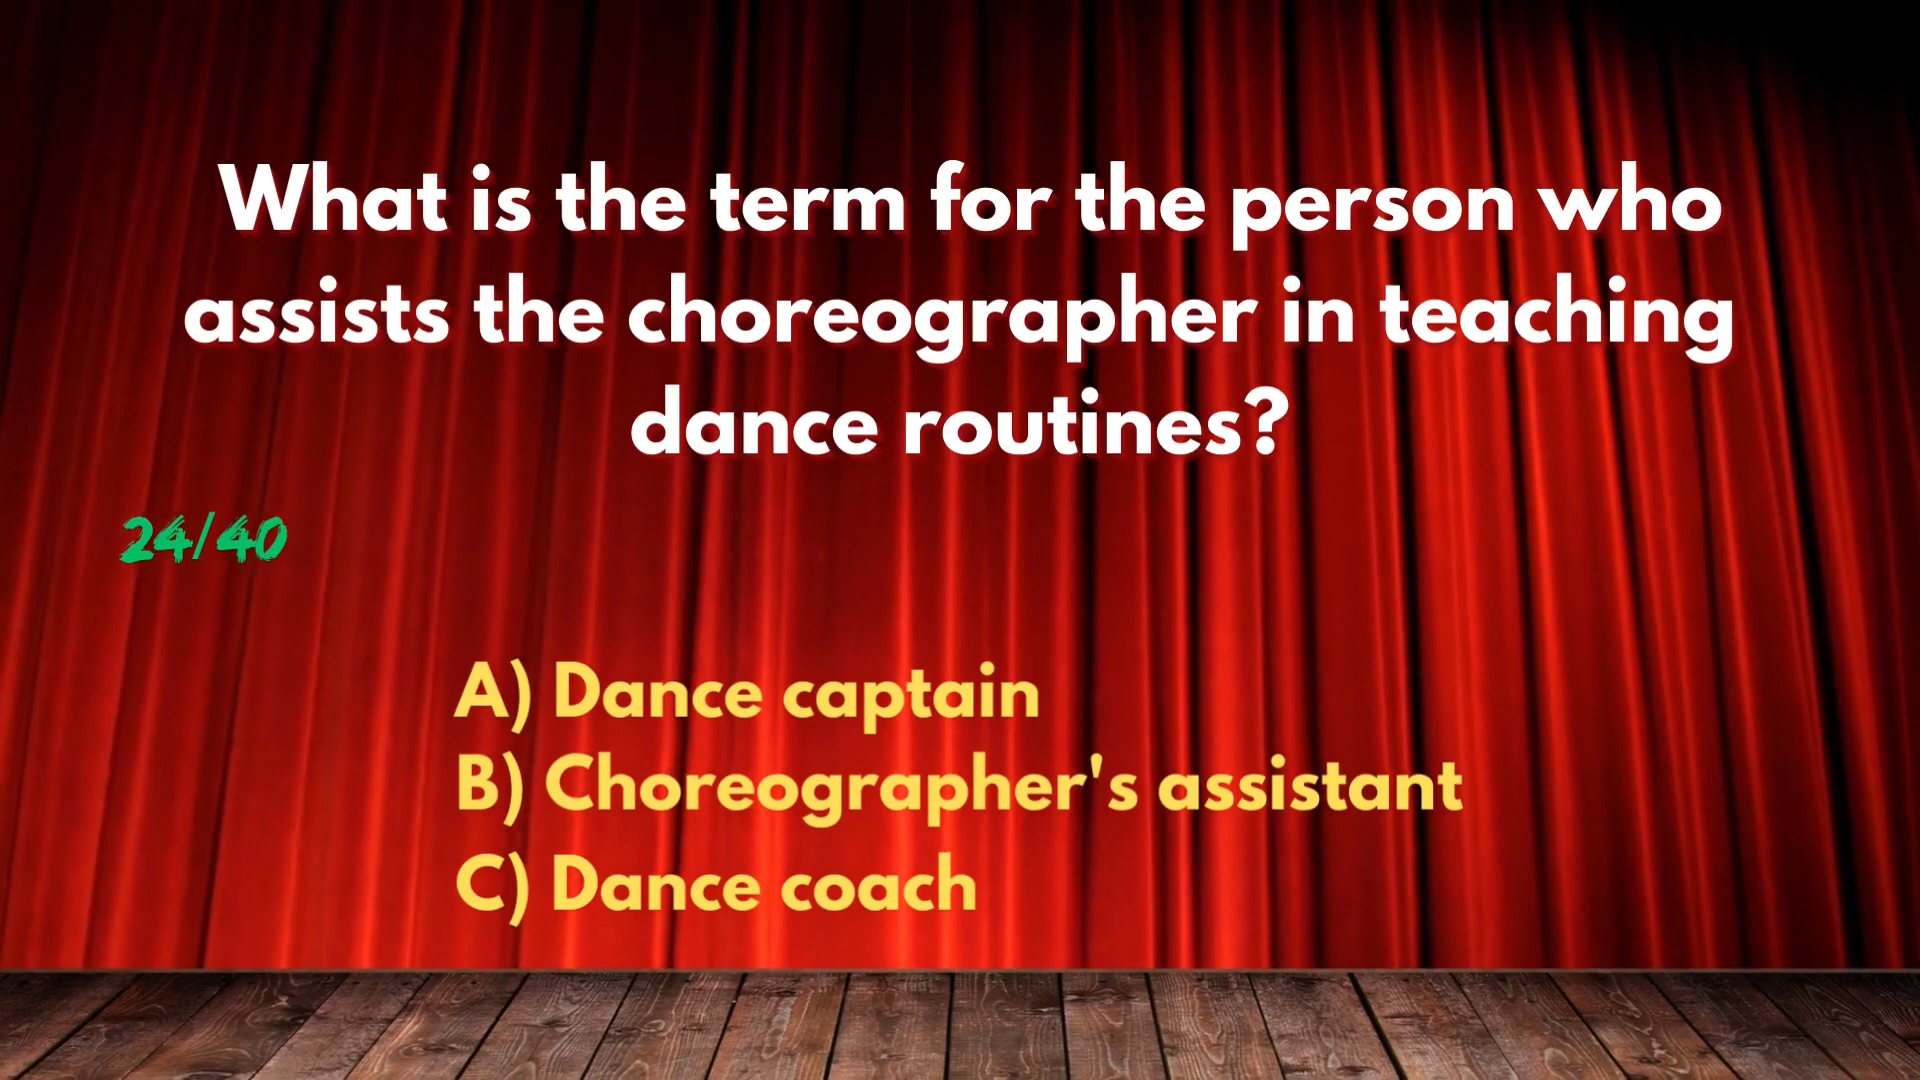 What is the term for the person who
assists the choreographer in teaching
dance routines?
24/40
A) Dance captain
B) Choreographer's assistant
C) Dance coach